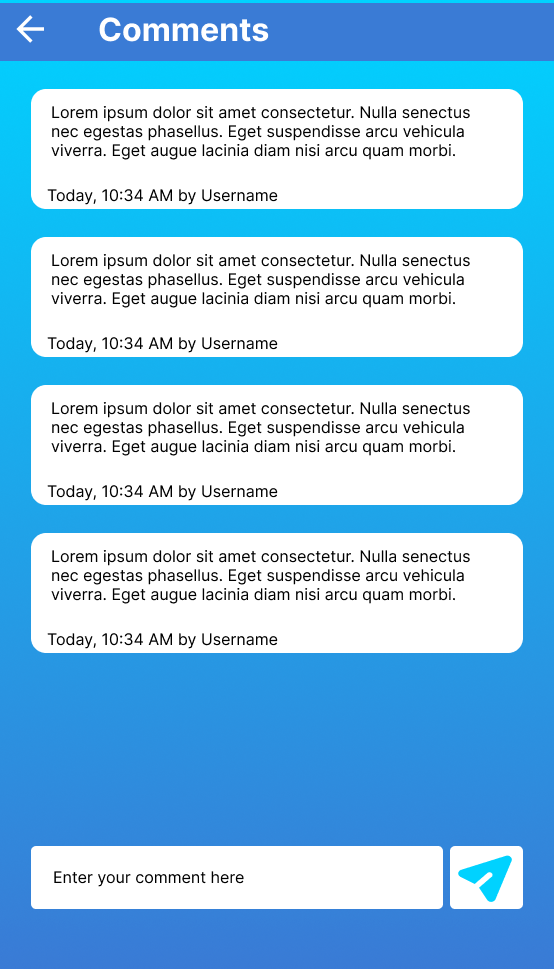 Comments
Lorem ipsum dolor sit amet consectetur. Nulla senectus
nec egestas phasellus. Eget suspendisse arcu vehicula
viverra. Eget augue lacinia diam nisi arcu quam morbi.
Today, 10:34 AM by Username
Lorem ipsum dolor sit amet consectetur. Nulla senectus
nec egestas phasellus. Eget suspendisse arcu vehicula
viverra. Eget augue lacinia diam nisi arcu quam morbi.
Today, 10:34 AM by Username
Lorem ipsum dolor sit amet consectetur. Nulla senectus
nec egestas phasellus. Eget suspendisse arcu vehicula
viverra. Eget augue lacinia diam nisi arcu quam morbi.
Today, 10:34 AM by Username
Lorem ipsum dolor sit amet consectetur. Nulla senectus
nec egestas phasellus. Eget suspendisse arcu vehicula
viverra. Eget augue lacinia diam nisi arcu quam morbi.
Today, 10:34 AM by Username
Enter your comment here